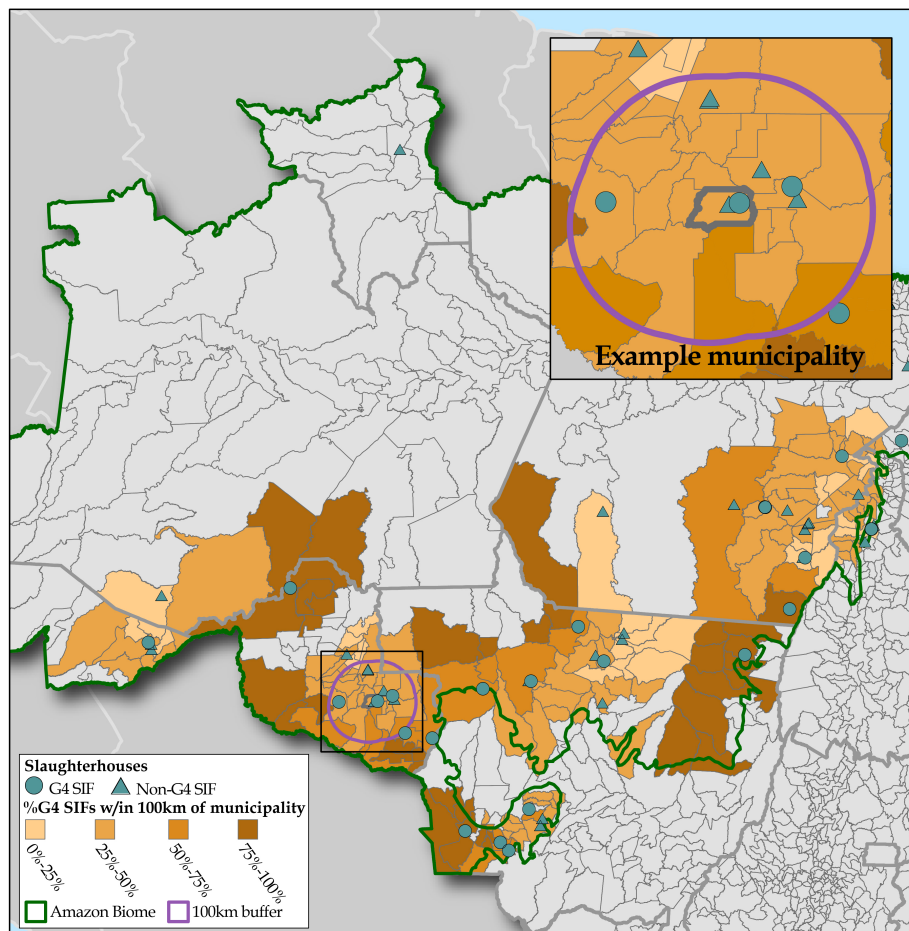 Example municipality
Slaughterhouses
G4 SIF Non-G4 SIF
%G4 SIFs w/in 100km of municipality
0%-25% 25%-50% 50%-75% 75%-100%
Amazon Biome 100km buffer